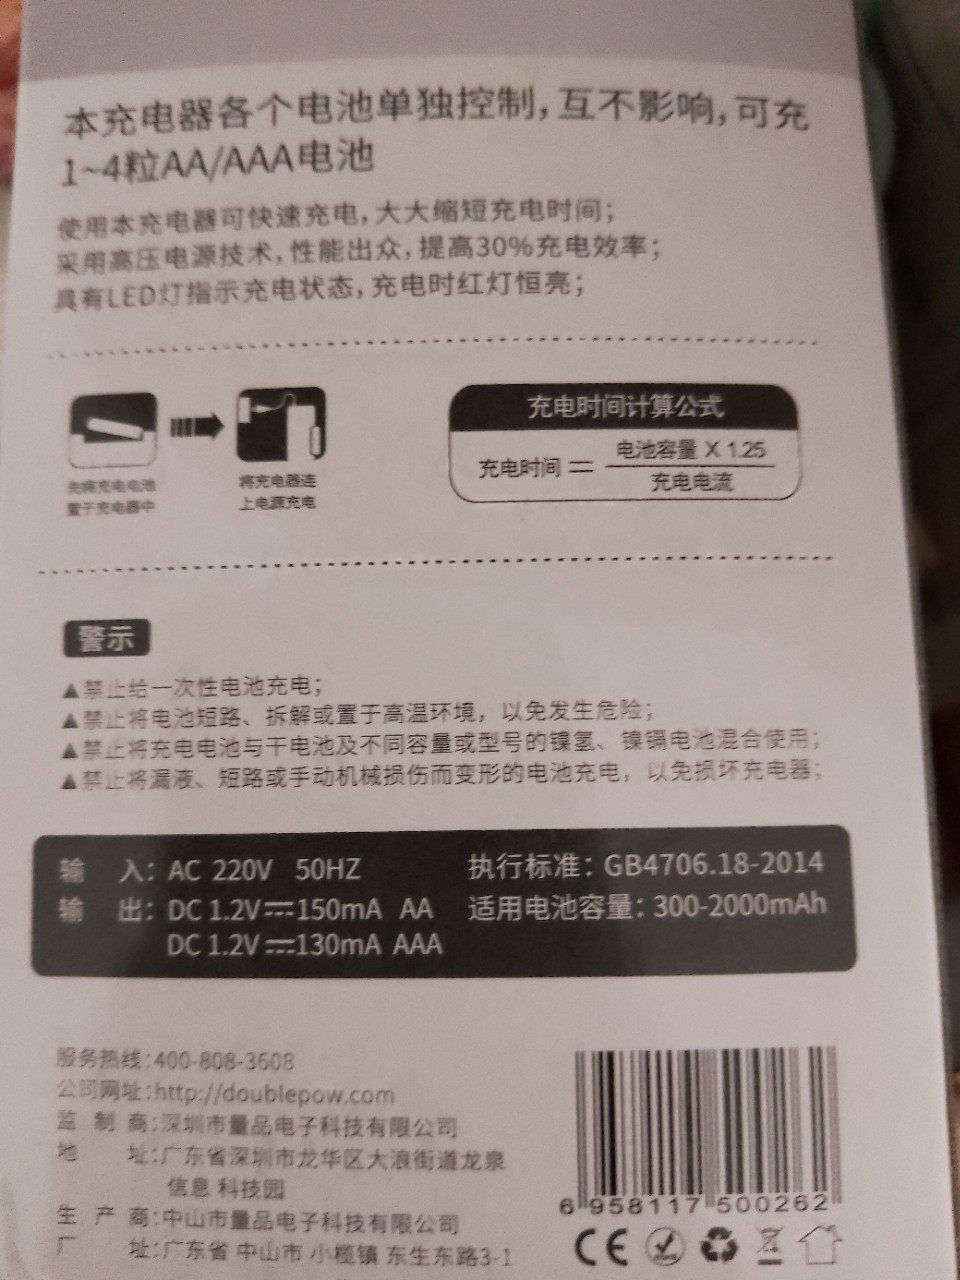 本充电器各个电池单独控制，互不影响，可充
1~4粒AA/AAA电池
使用本充电器可快速充电，大大缩短充电时间；
采用高压电源技术，性能出众，提高30%充电效率；
具有LED灯指示充电状态，充电时红灯恒亮；
先将充电电池
置于充电器中
将充电器连
上电源充电
充电时间计算公式
充电时间 = 电池容量 X 1.25
充电电流
警示
▲禁止给一次性电池充电；
▲禁止将电池短路、拆解或置于高温环境，以免发生危险；
▲禁止将充电电池与干电池及不同容量或型号的镍氢、镍镉电池混合使用；
▲禁止将漏液、短路或手动机械损伤而变形的电池充电，以免损坏充电器；
输 入：AC 220V 50HZ
执行标准：GB4706.18-2014
输 出：DC 1.2V⎓150mA AA
适用电池容量：300-2000mAh
DC 1.2V⎓130mA AAA
服务热线:400-808-3608
公司网址:http://doublepow.com
监 制 商:深圳市量品电子科技有限公司
地 址:广东省深圳市龙华区大浪街道龙泉
信息 科技园
生 产 商:中山市量品电子科技有限公司
厂 址:广东省 中山市 小榄镇 东生东路3-1
6 958117 500262
CE